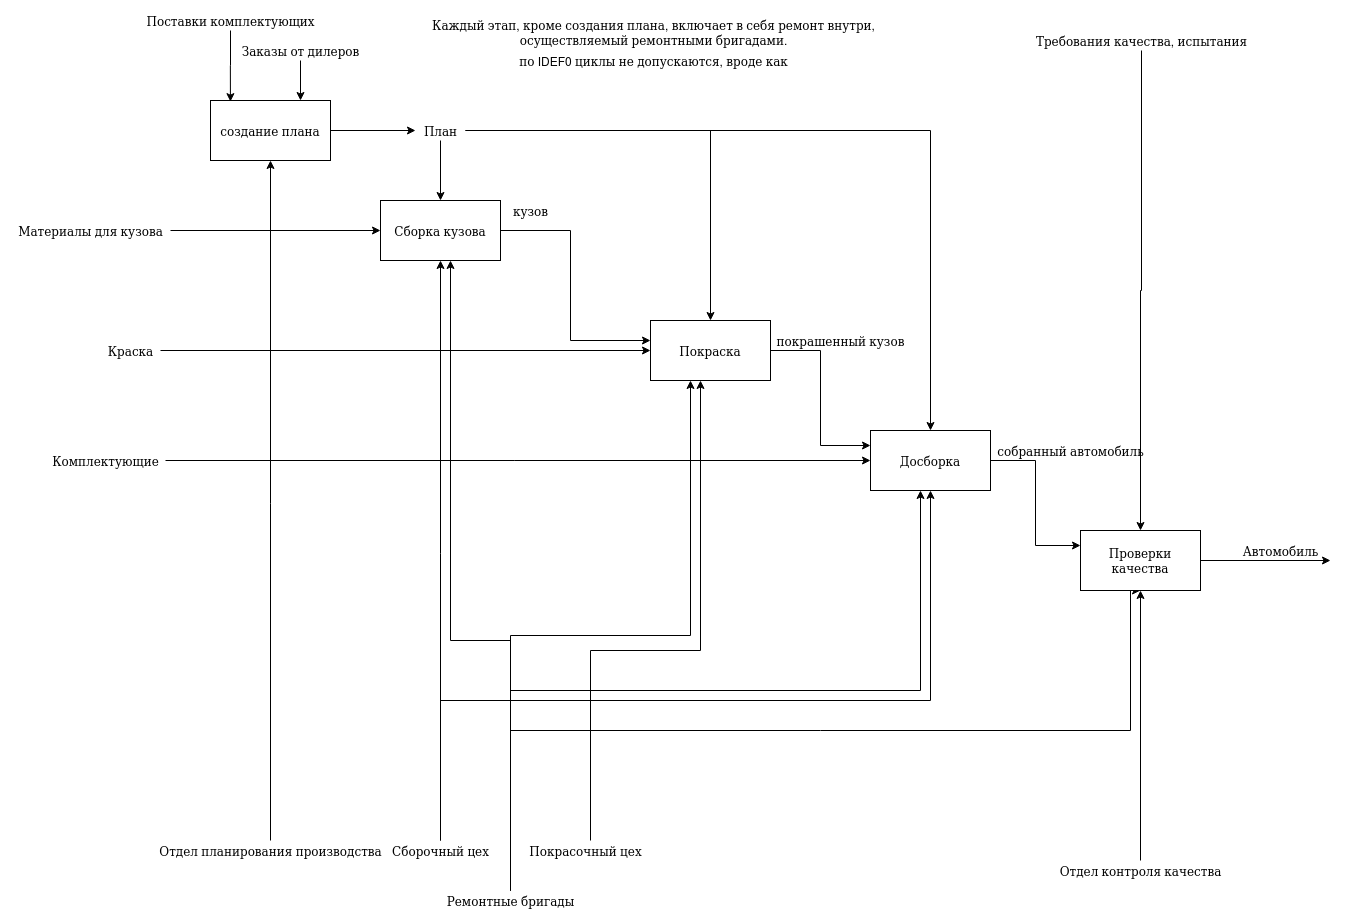 Поставки комплектующих
Каждый этап, кроме создания плана, включает в себя ремонт внутри,
осуществляемый ремонтными бригадами.
по IDEF0 циклы не допускаются, вроде как
Заказы от дилеров
Требования качества, испытания
создание плана
План
Материалы для кузова
Сборка кузова
кузов
Краска
Покраска
покрашенный кузов
Комплектующие
Досборка
собранный автомобиль
Проверки
качества
Автомобиль
Отдел планирования производства
Сборочный цех
Покрасочный цех
Отдел контроля качества
Ремонтные бригады